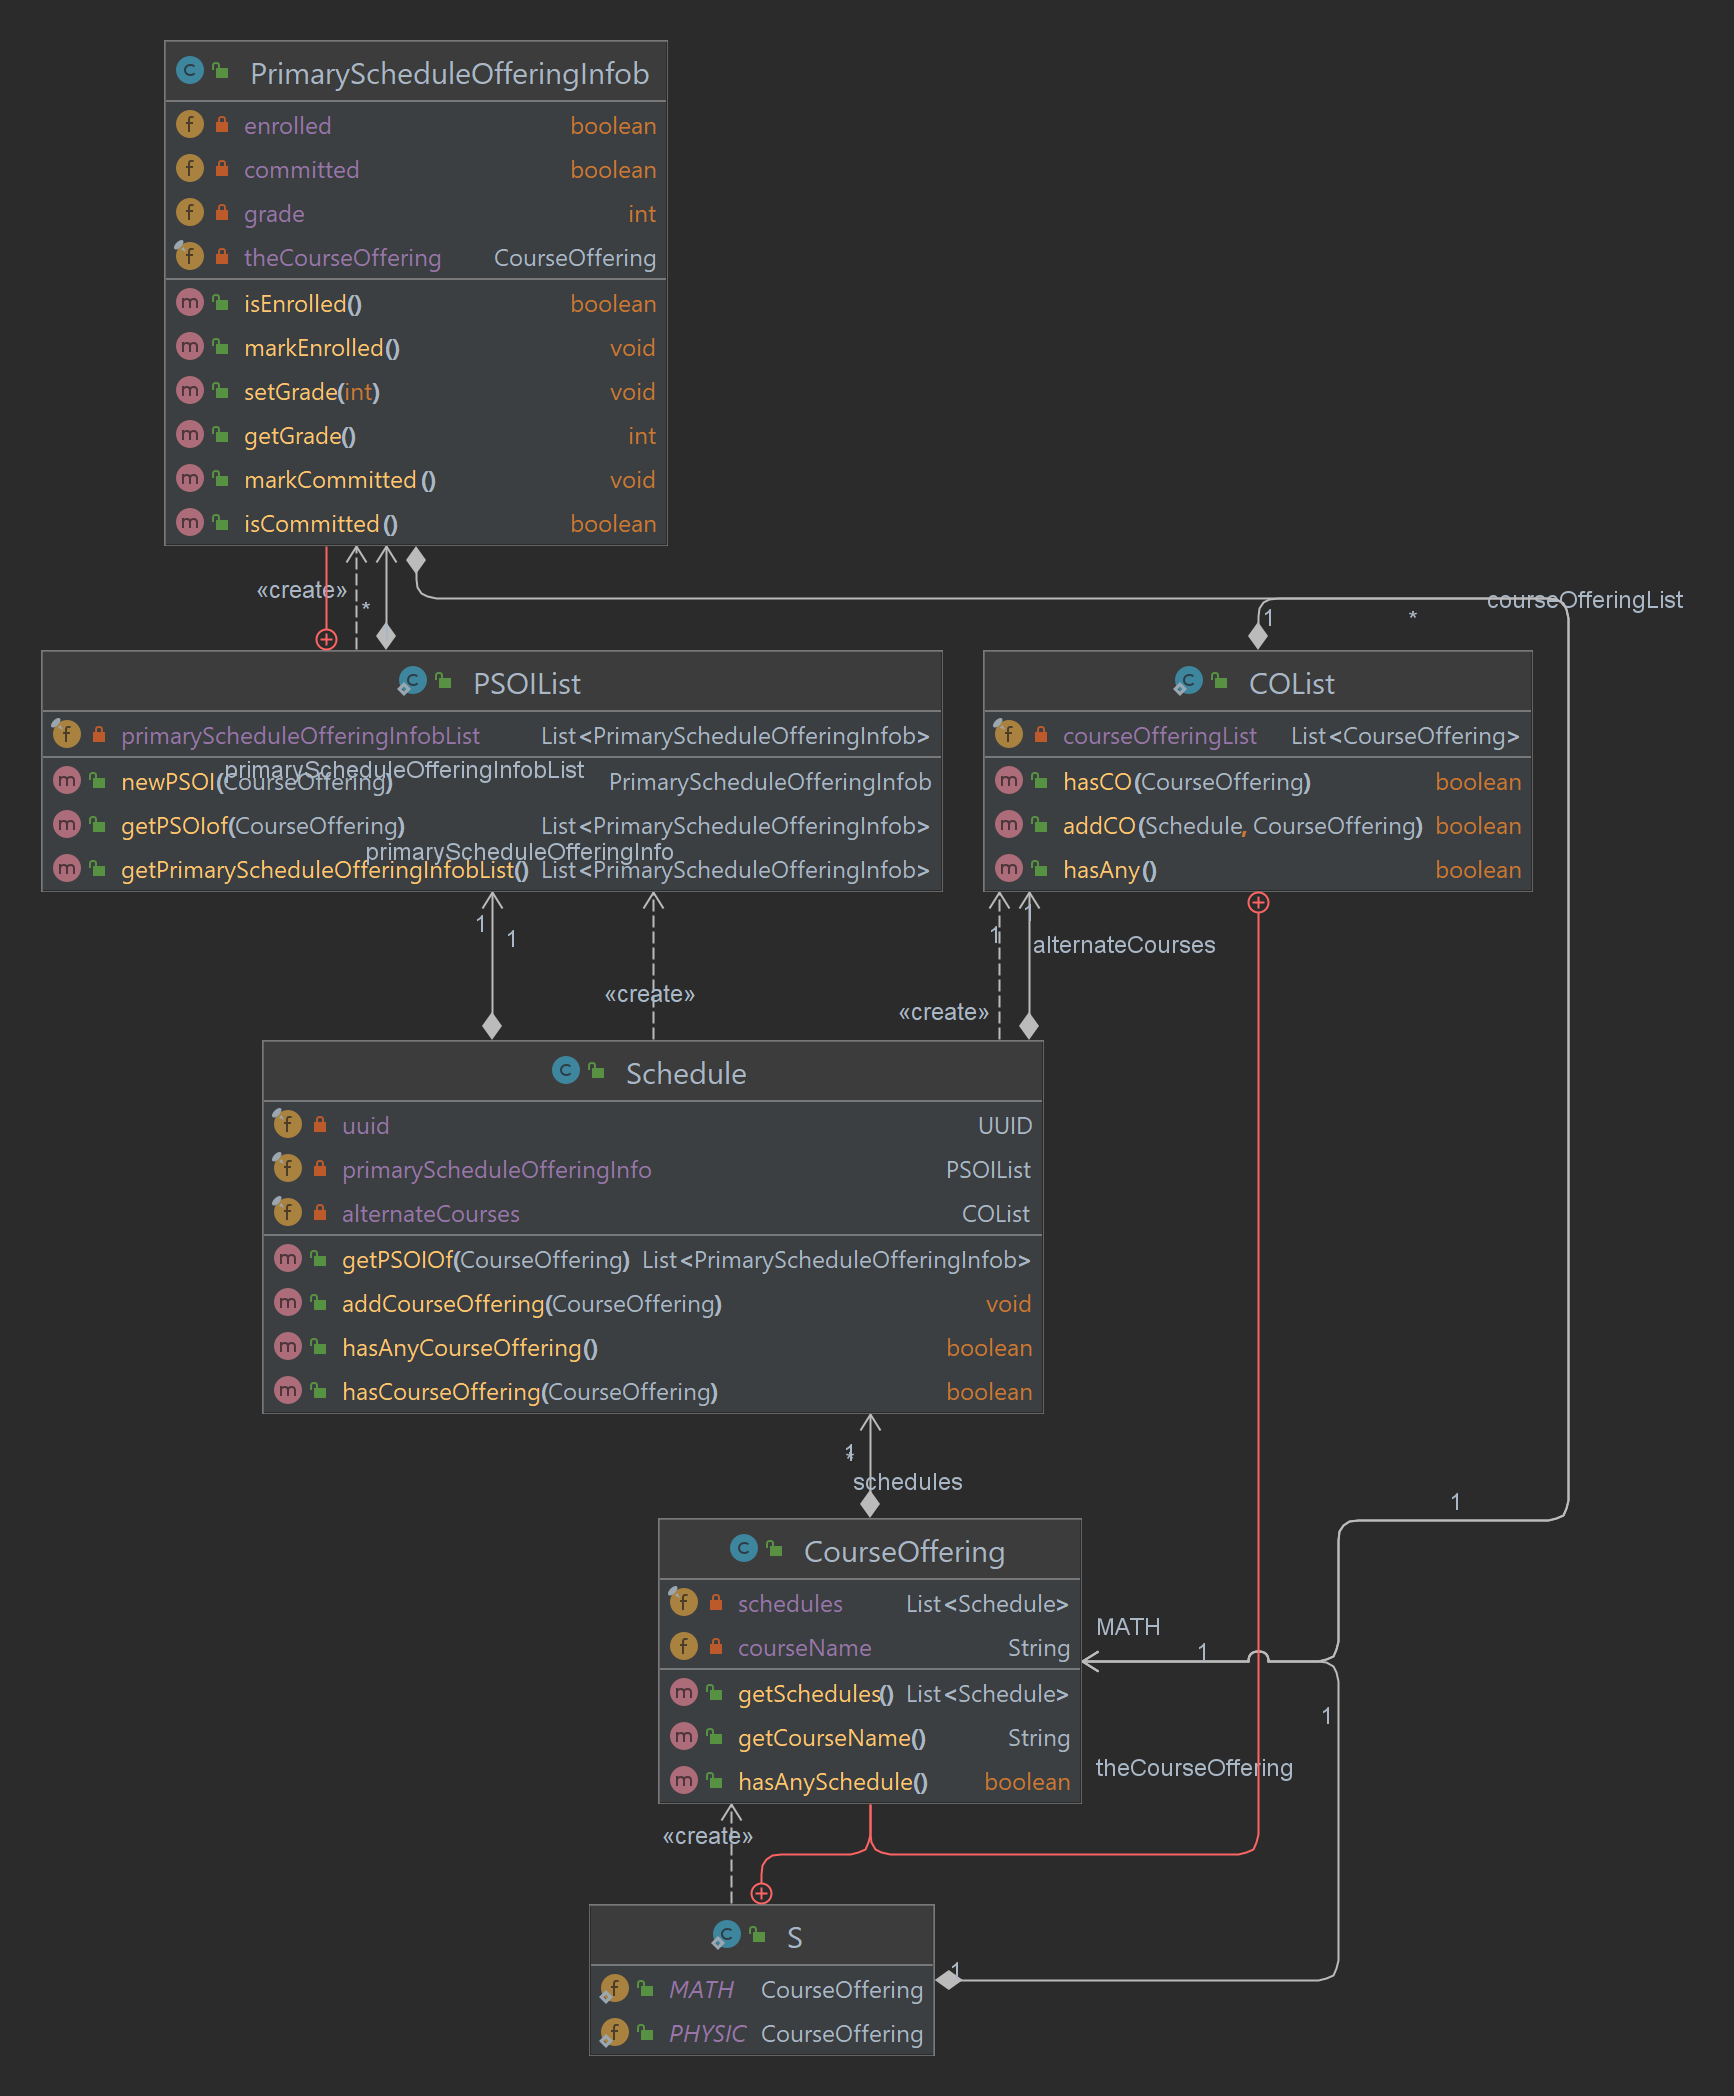 PrimaryScheduleOfferingInfob
enrolled boolean
committed boolean
grade int
theCourseOffering CourseOffering
isEnrolled() boolean
markEnrolled() void
setGrade(int) void
getGrade() int
markCommitted() void
isCommitted() boolean
«create»
*
courseOfferingList
1
*
PSOIList
primaryScheduleOfferingInfobList List<PrimaryScheduleOfferingInfob>
primaryScheduleOfferingInfobList
newPSOI(CourseOffering) PrimaryScheduleOfferingInfob
getPSOIof(CourseOffering) List<PrimaryScheduleOfferingInfob>
primaryScheduleOfferingInfo
getPrimaryScheduleOfferingInfobList() List<PrimaryScheduleOfferingInfob>
COList
courseOfferingList List<CourseOffering>
hasCO(CourseOffering) boolean
addCO(Schedule, CourseOffering) boolean
hasAny() boolean
1
1
1
1
alternateCourses
«create»
«create»
Schedule
uuid UUID
primaryScheduleOfferingInfo PSOIList
alternateCourses COList
getPSOIOf(CourseOffering) List<PrimaryScheduleOfferingInfob>
addCourseOffering(CourseOffering) void
hasAnyCourseOffering() boolean
hasCourseOffering(CourseOffering) boolean
1
*
schedules
1
CourseOffering
schedules List<Schedule>
courseName String
getSchedules() List<Schedule>
getCourseName() String
hasAnySchedule() boolean
MATH
1
1
theCourseOffering
«create»
S
MATH CourseOffering
PHYSIC CourseOffering
1